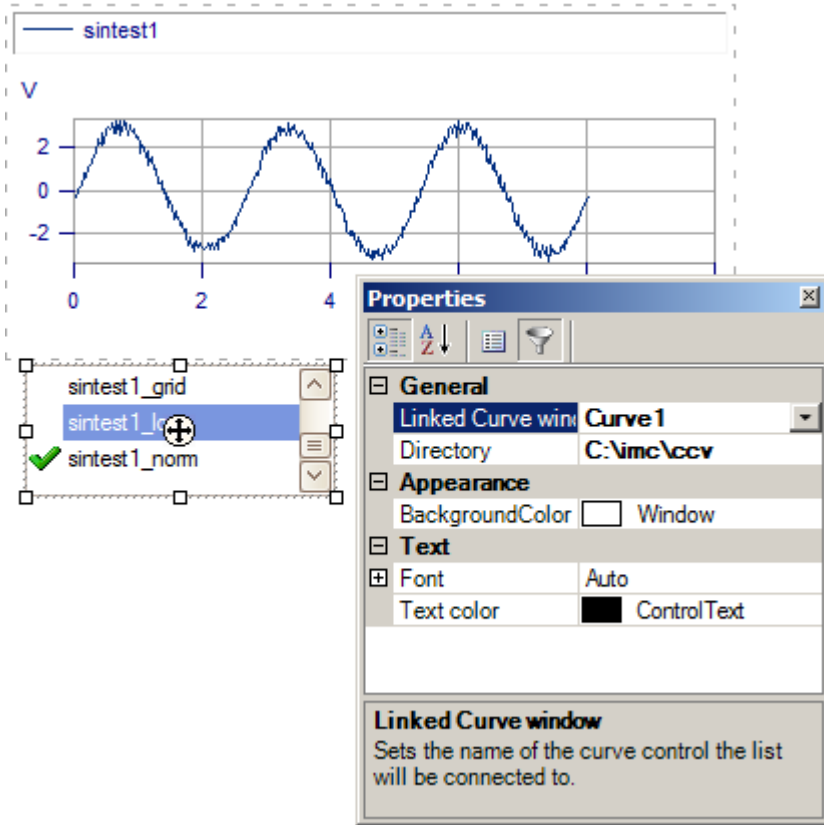 sintest1
V
2
0
-2
0 2 4
Properties
General
Linked Curve win Curve1
Directory C:\imc\ccv
Appearance
BackgroundColor Window
Text
Font Auto
Text color ControlText
sintest1_grid
sintest1_norm
Linked Curve window
Sets the name of the curve control the list
will be connected to.